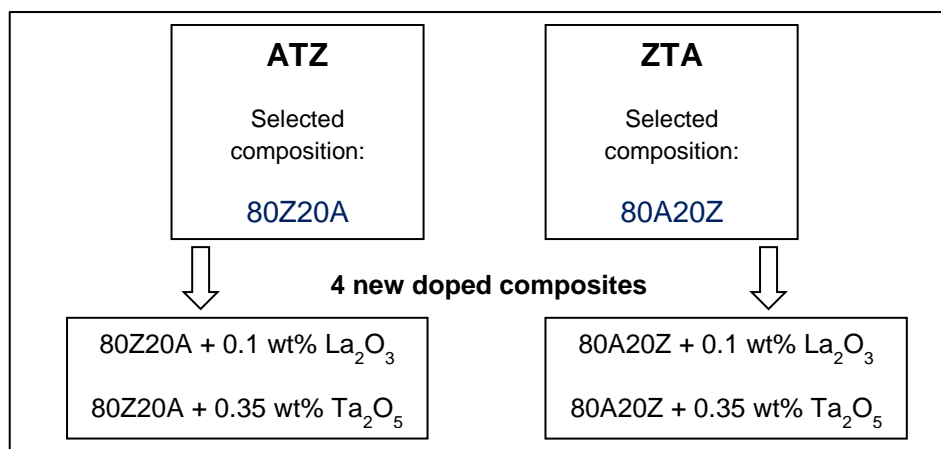 ATZ
Selected
composition:
80Z20A
ZTA
Selected
composition:
80A20Z
4 new doped composites
80Z20A + 0.1 wt% La₂O₃
80Z20A + 0.35 wt% Ta₂O₅
80A20Z + 0.1 wt% La₂O₃
80A20Z + 0.35 wt% Ta₂O₅